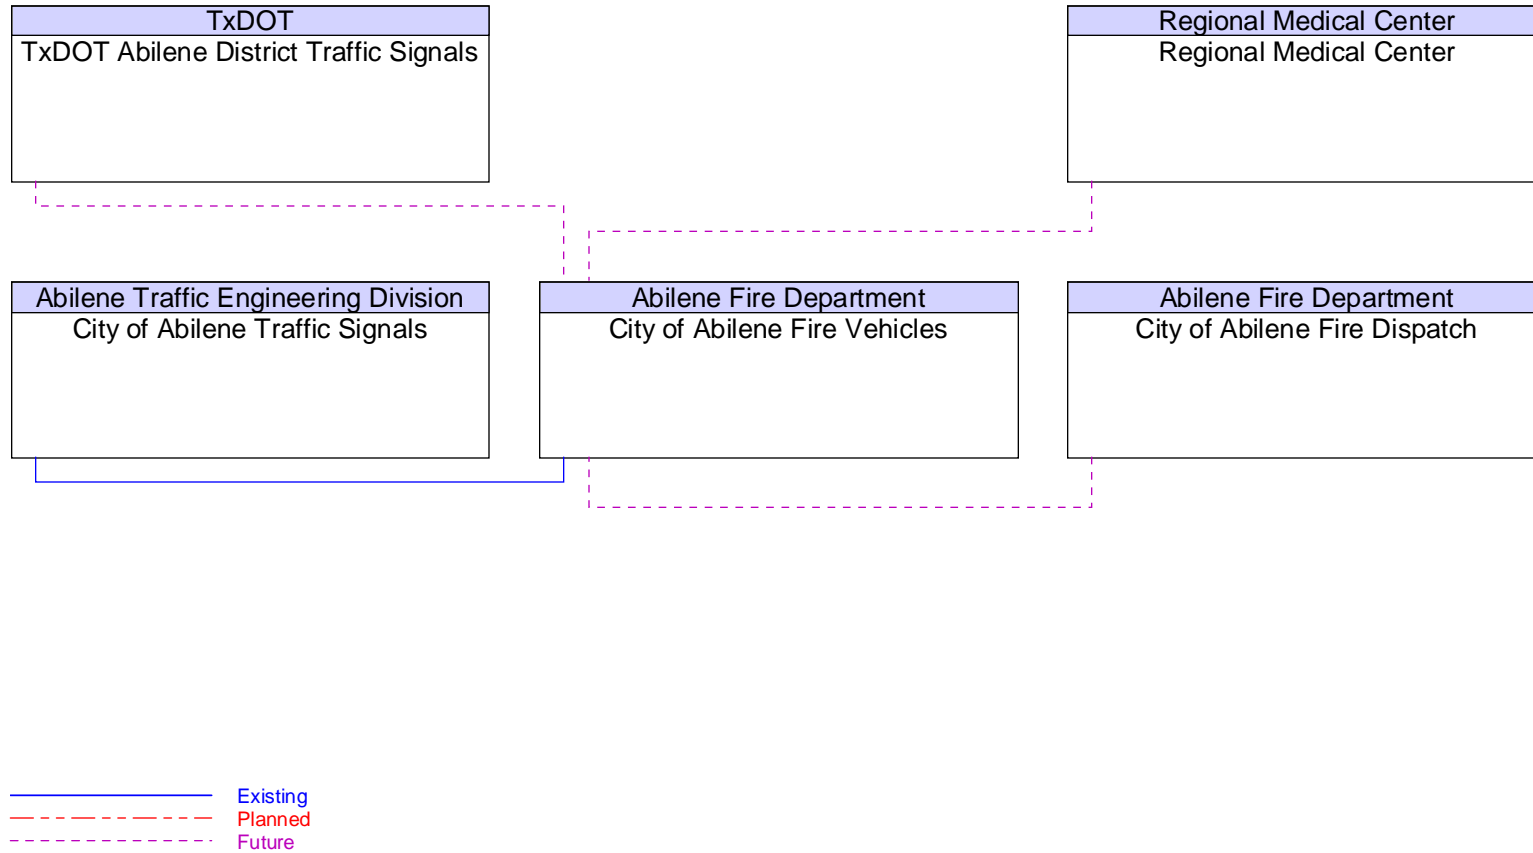 TxDOT
TxDOT Abilene District Traffic Signals
Regional Medical Center
Regional Medical Center
Abilene Traffic Engineering Division
City of Abilene Traffic Signals
Abilene Fire Department
City of Abilene Fire Vehicles
Abilene Fire Department
City of Abilene Fire Dispatch
Existing
Planned
Future